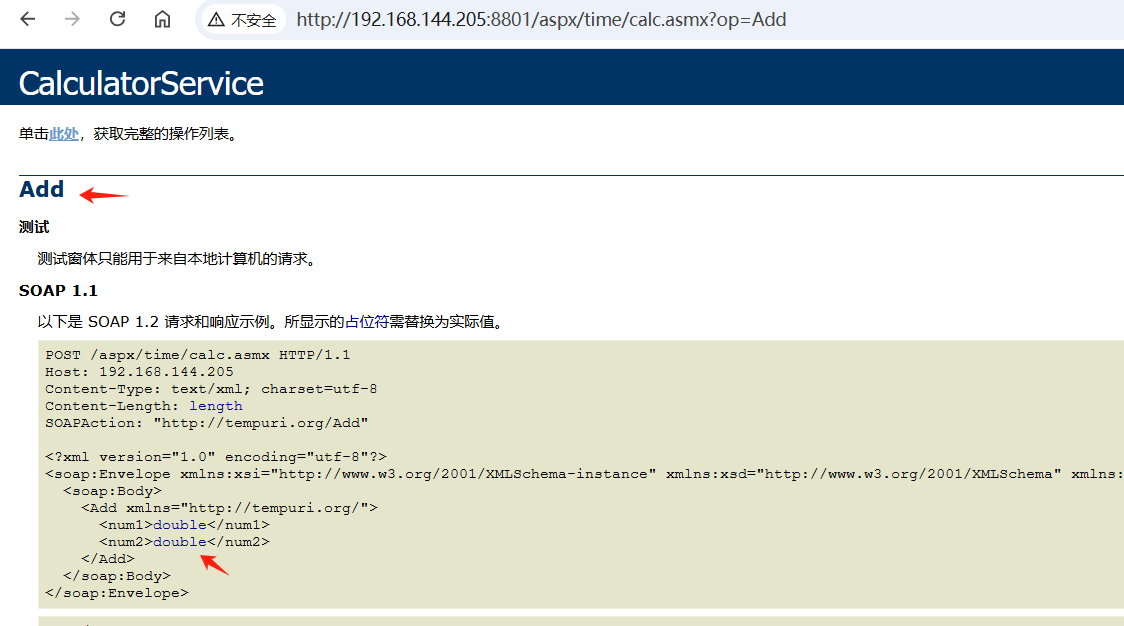 不安全
http://192.168.144.205:8801/aspx/time/calc.asmx?op=Add
CalculatorService
单击此处，获取完整的操作列表。
Add
测试
测试窗体只能用于来自本地计算机的请求。
SOAP 1.1
以下是 SOAP 1.2 请求和响应示例。所显示的占位符需替换为实际值。
POST /aspx/time/calc.asmx HTTP/1.1
Host: 192.168.144.205
Content-Type: text/xml; charset=utf-8
Content-Length: length
SOAPAction: "http://tempuri.org/Add"
<?xml version="1.0" encoding="utf-8"?>
<soap:Envelope xmlns:xsi="http://www.w3.org/2001/XMLSchema-instance" xmlns:xsd="http://www.w3.org/2001/XMLSchema" xmlns:
<soap:Body>
<Add xmlns="http://tempuri.org/">
<num1>double</num1>
<num2>double</num2>
</Add>
</soap:Body>
</soap:Envelope>